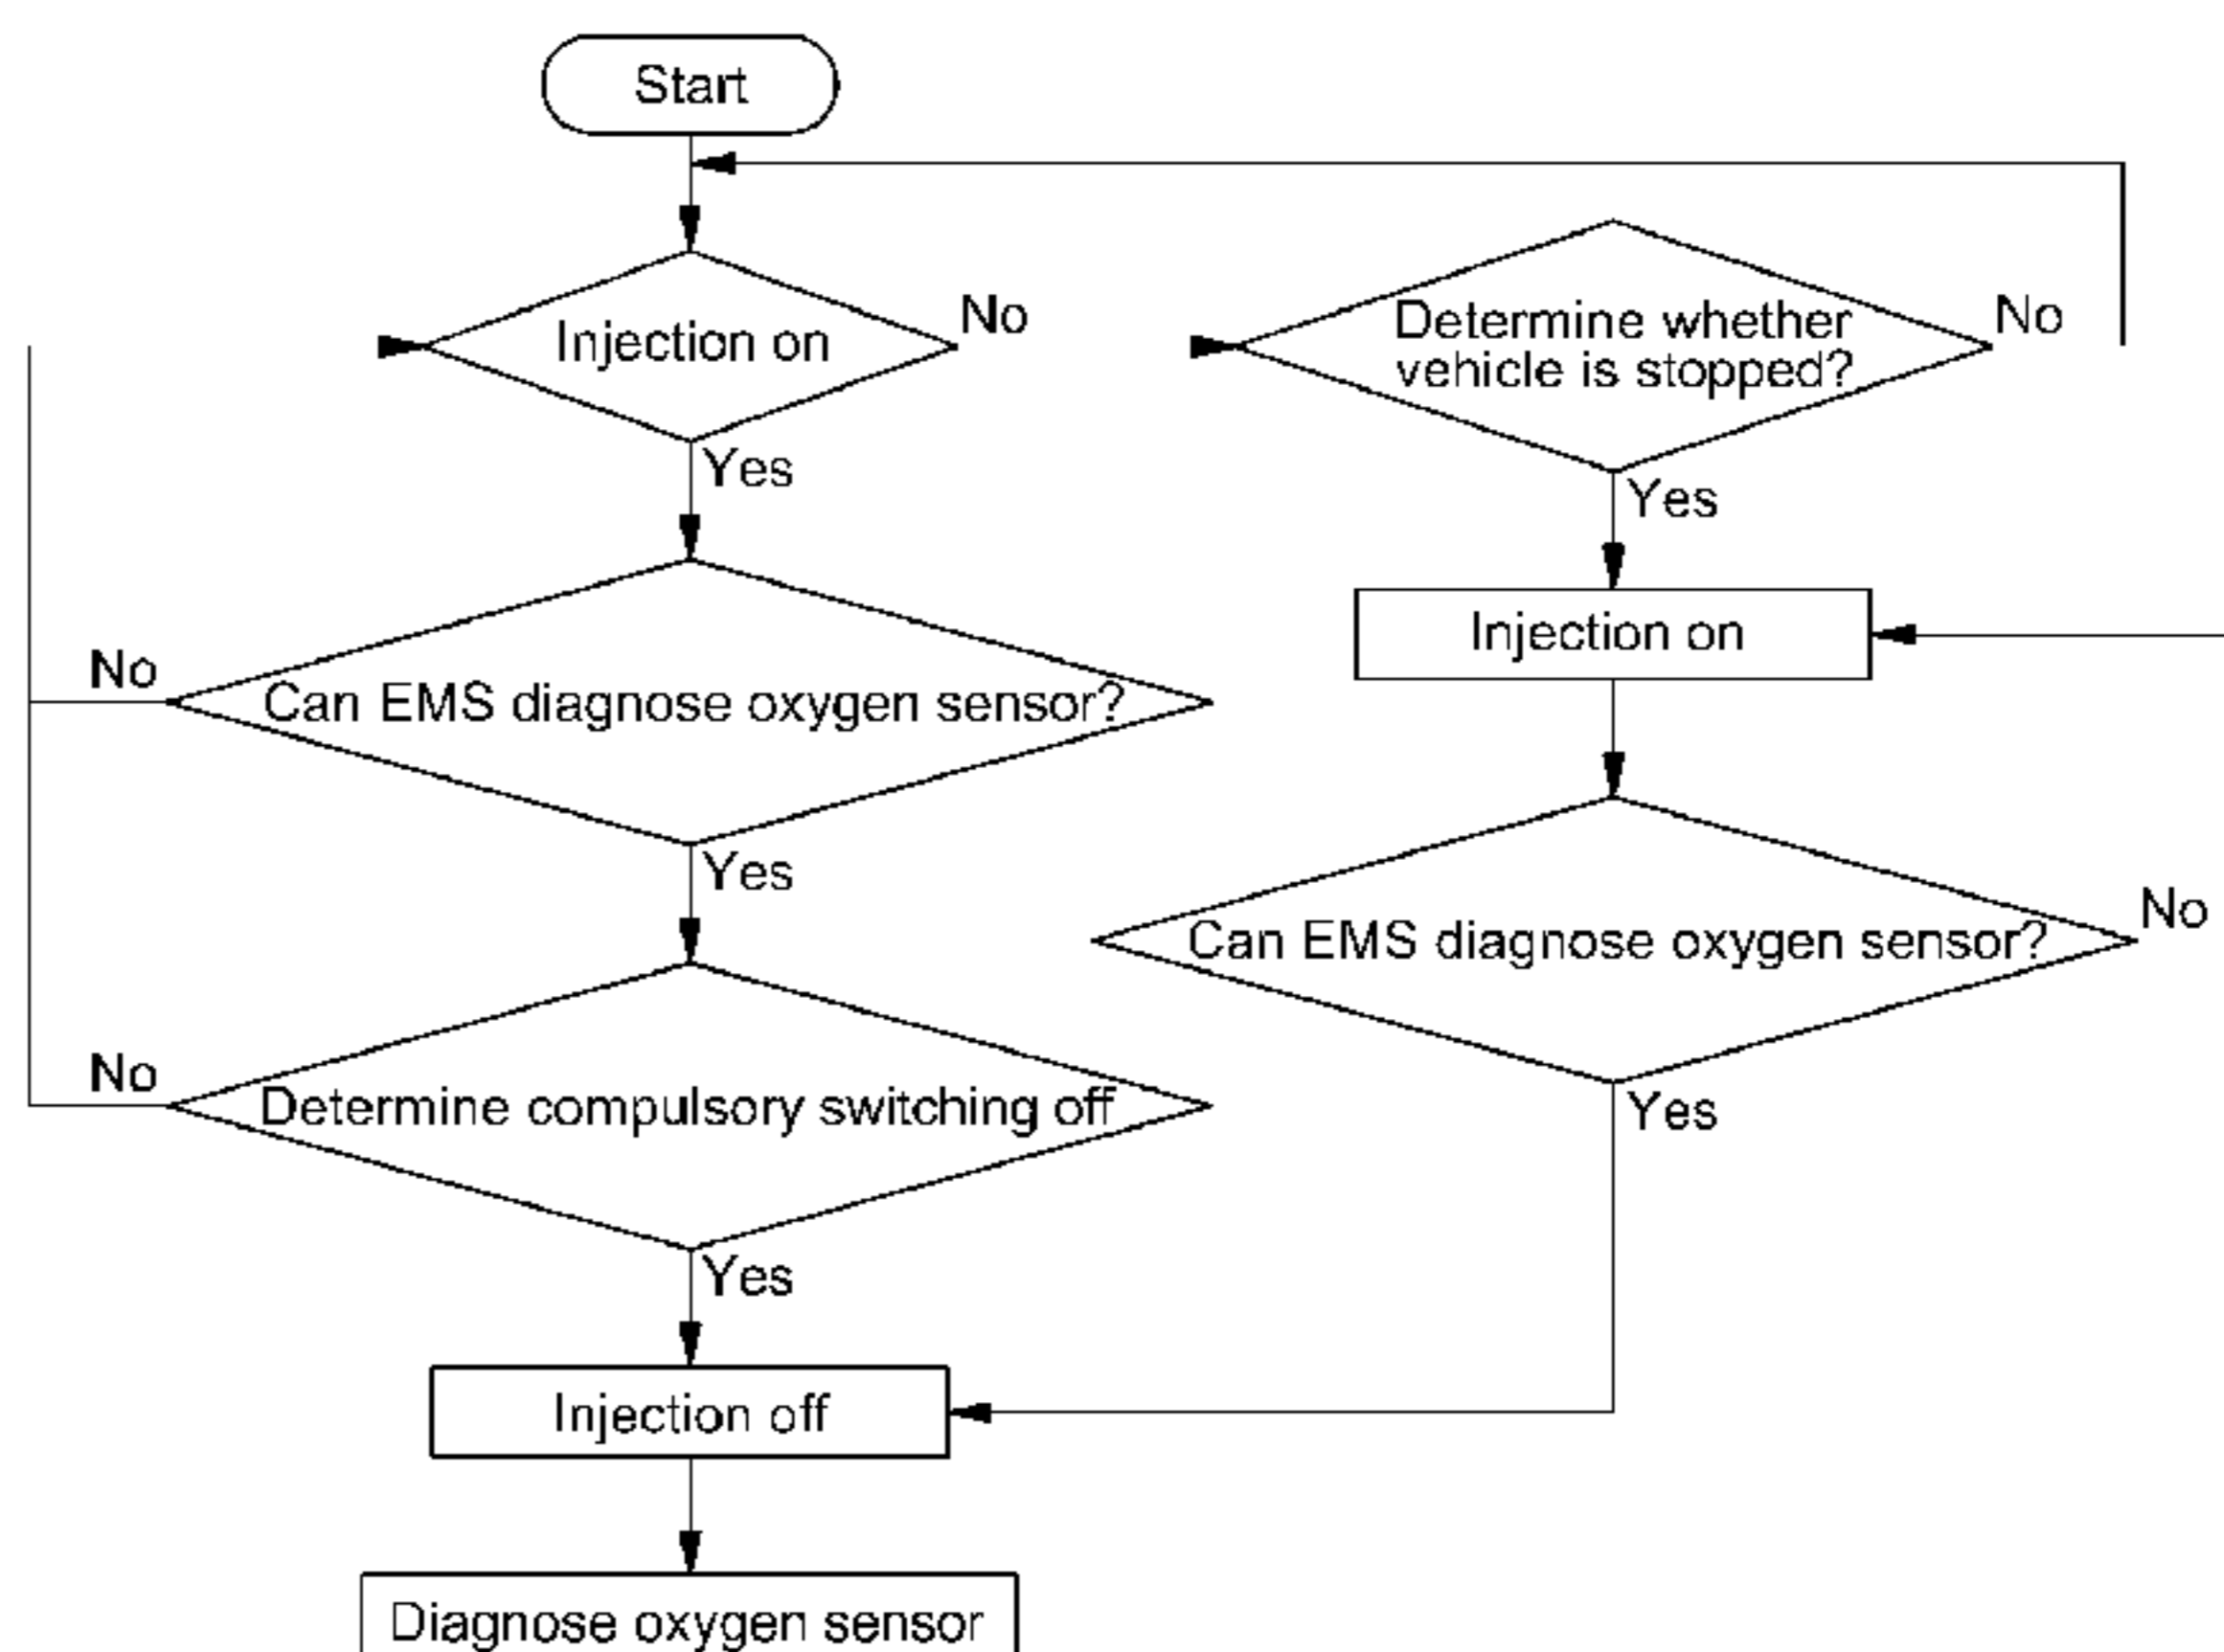 Start
Injection on
No
Yes
Determine whether
vehicle is stopped?
No
Yes
Injection on
No
Can EMS diagnose oxygen sensor?
Yes
Can EMS diagnose oxygen sensor?
No
Yes
No
Determine compulsory switching off
Yes
Injection off
Diagnose oxygen sensor